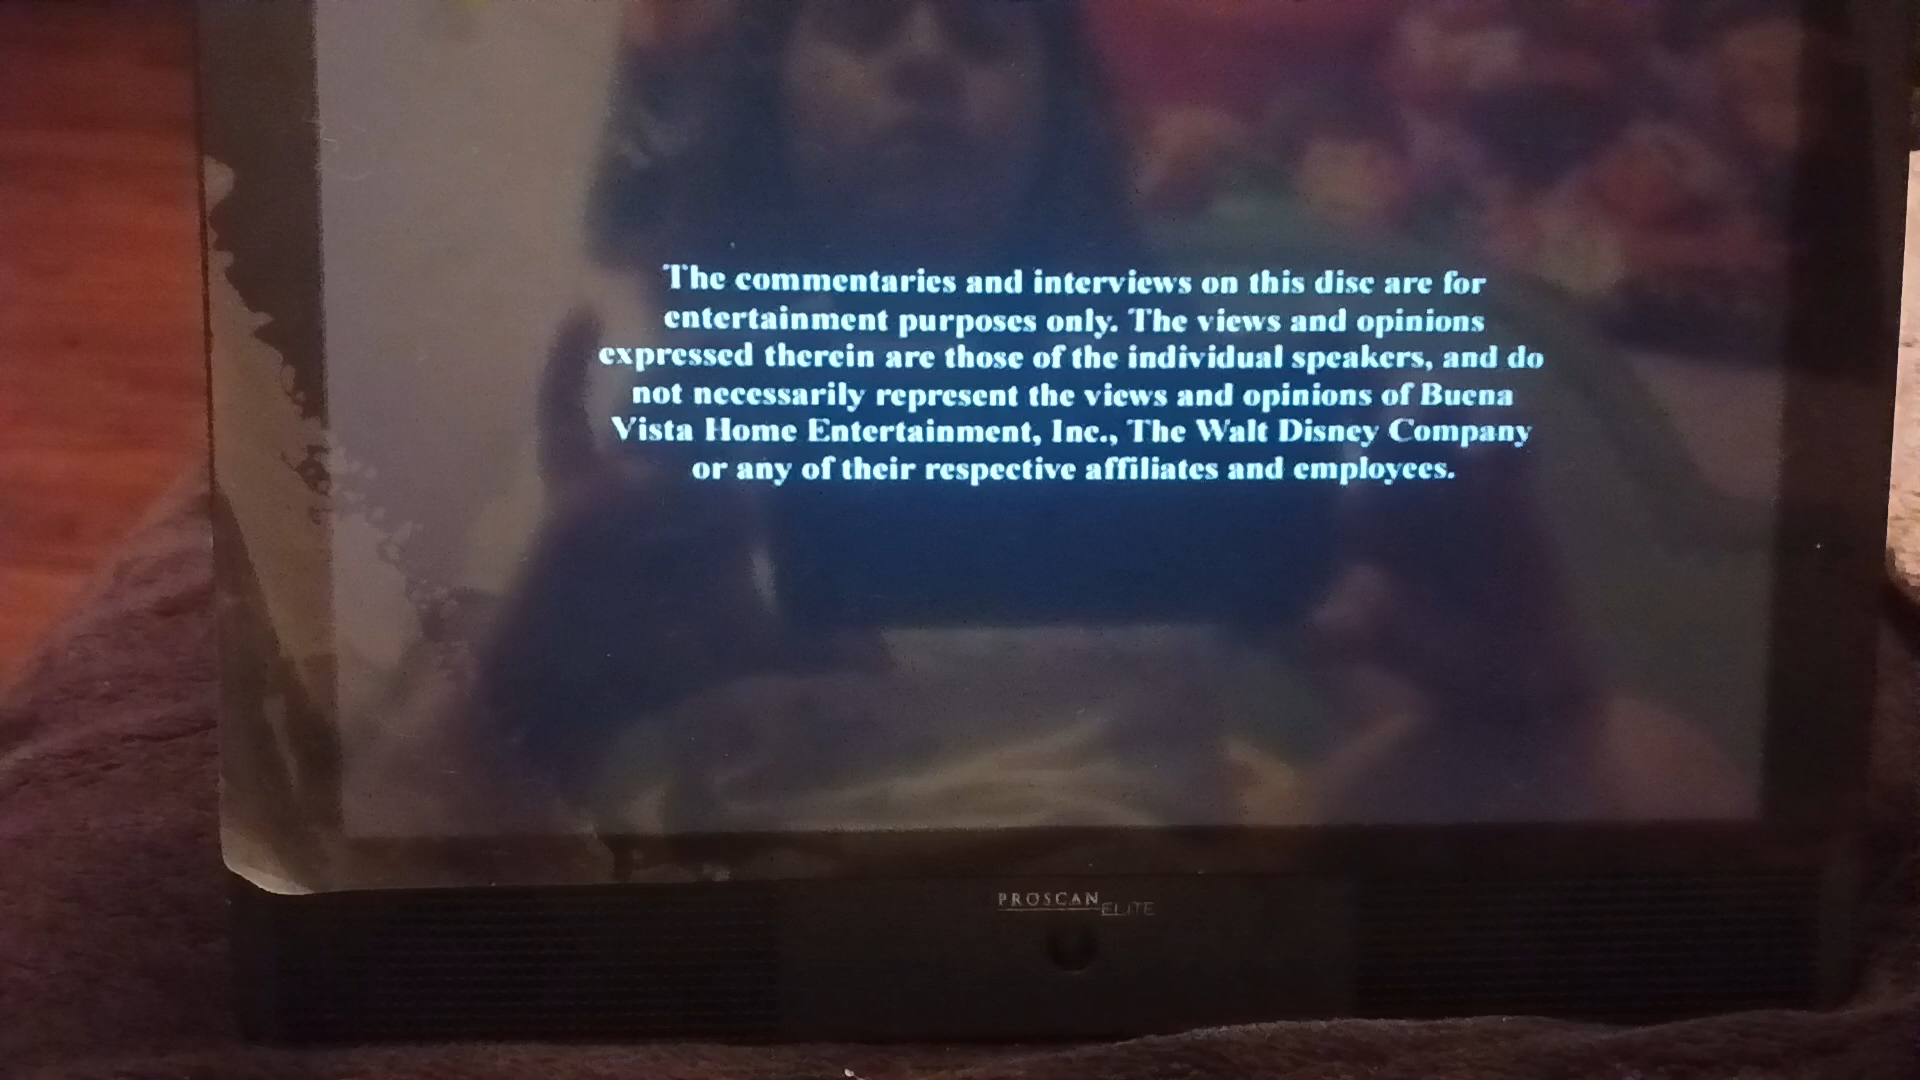 The commentaries and interviews on this disc are for
entertainment purposes only. The views and opinions
expressed therein are those of the individual speakers, and do
not necessarily represent the views and opinions of Buena
Vista Home Entertainment, Inc., The Walt Disney Company
or any of their respective affiliates and employees.
PROSCAN ELITE